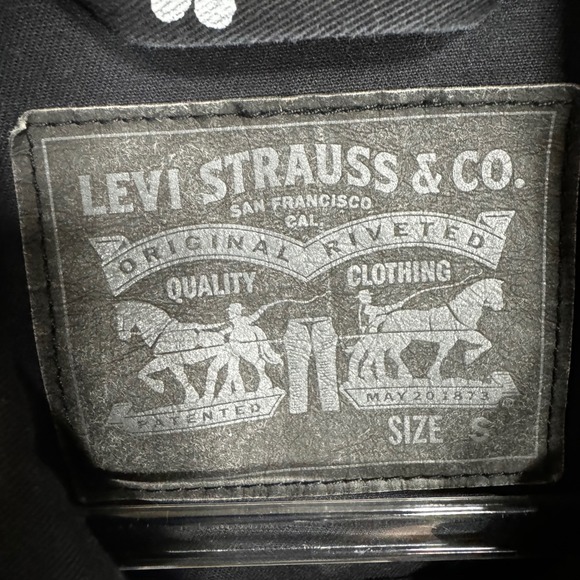 LEVI STRAUSS & CO.
SAN FRANCISCO
CAL.
ORIGINAL RIVETED
QUALITY CLOTHING
PATENTED MAY 20 1873
SIZE S